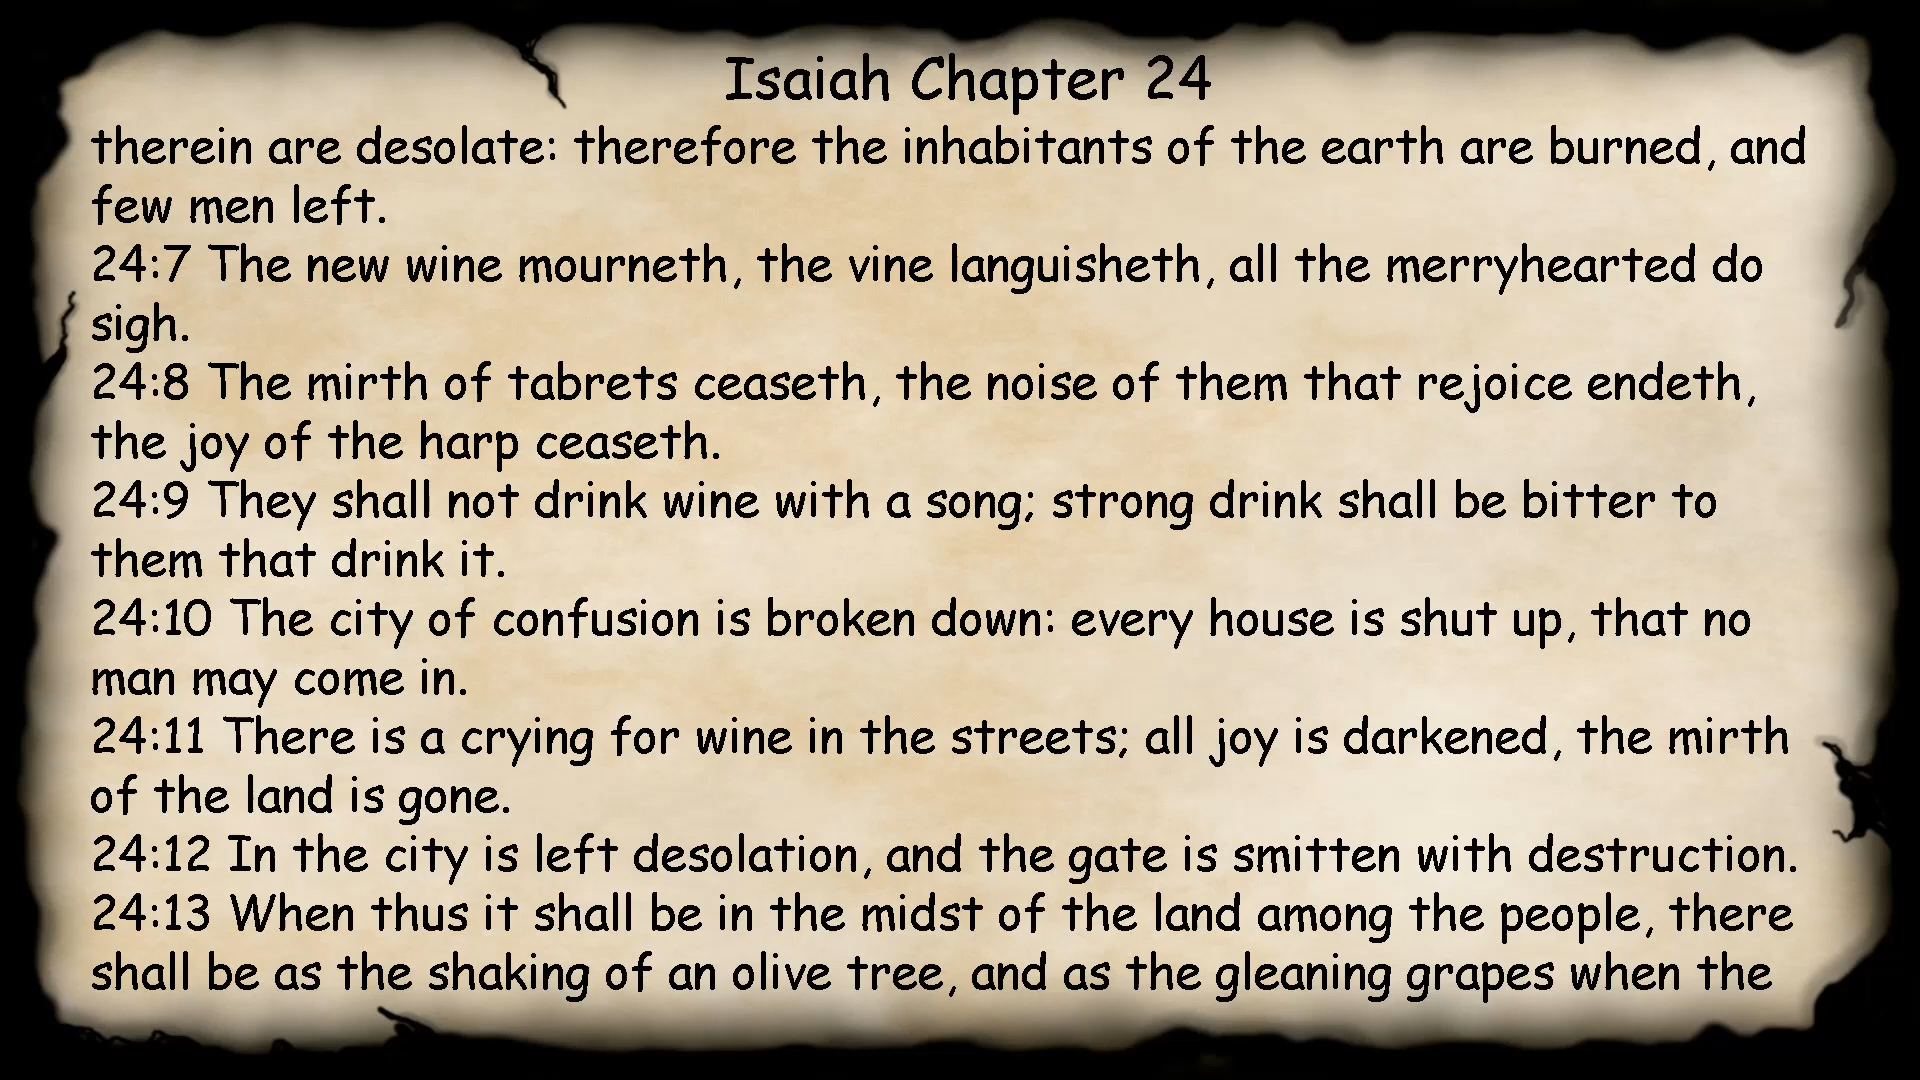 Isaiah Chapter 24
therein are desolate: therefore the inhabitants of the earth are burned, and
few men left.
24:7 The new wine mourneth, the vine languisheth, all the merryhearted do
sigh.
24:8 The mirth of tabrets ceaseth, the noise of them that rejoice endeth,
the joy of the harp ceaseth.
24:9 They shall not drink wine with a song; strong drink shall be bitter to
them that drink it.
24:10 The city of confusion is broken down: every house is shut up, that no
man may come in.
24:11 There is a crying for wine in the streets; all joy is darkened, the mirth
of the land is gone.
24:12 In the city is left desolation, and the gate is smitten with destruction.
24:13 When thus it shall be in the midst of the land among the people, there
shall be as the shaking of an olive tree, and as the gleaning grapes when the